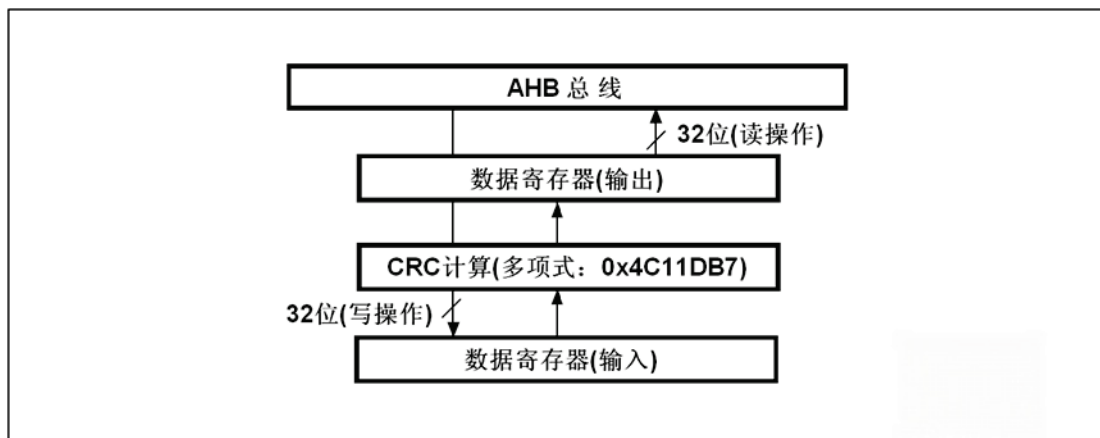 AHB 总 线
32位(读操作)
数据寄存器(输出)
CRC计算(多项式：0x4C11DB7)
32位(写操作)
数据寄存器(输入)